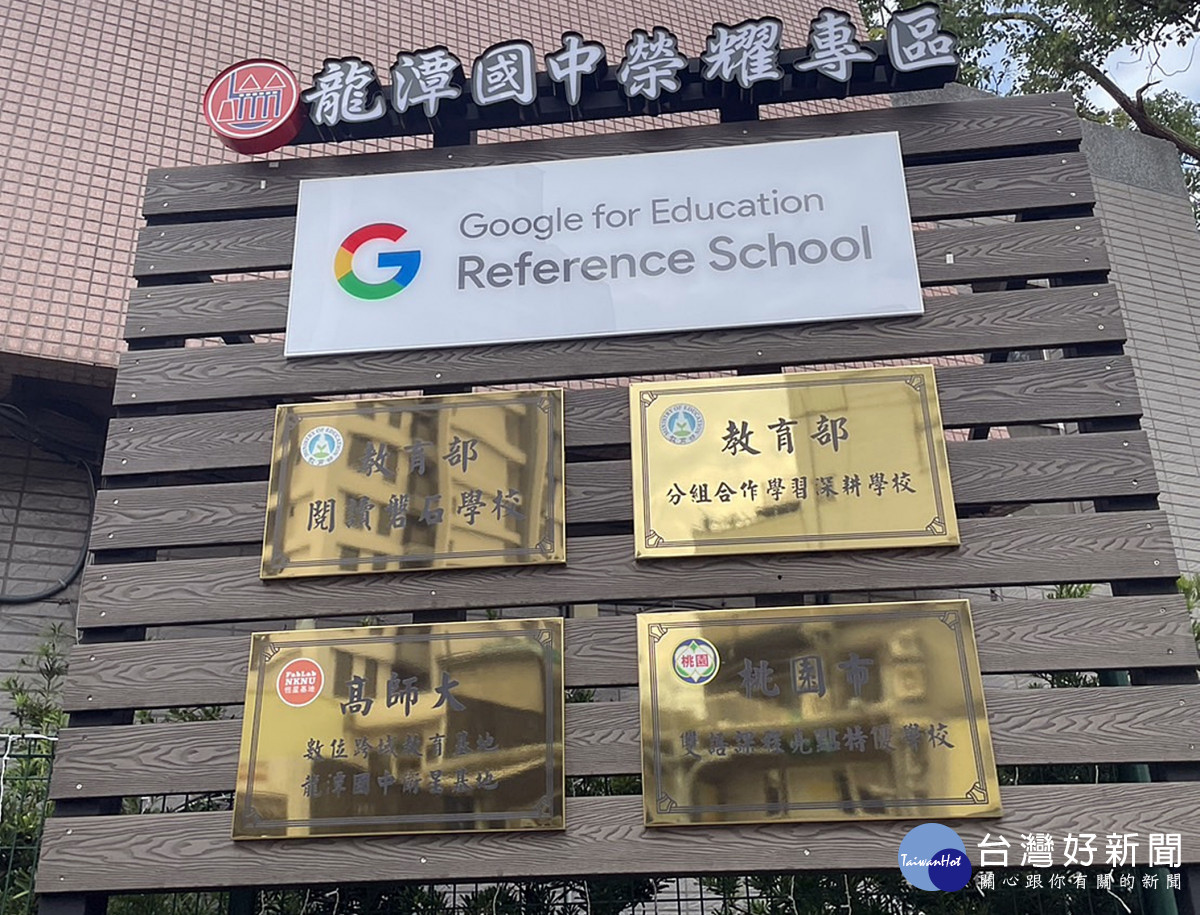 龍潭國中榮耀專區
Google for Education
Reference School
教育部
閱讀磐石學校
教育部
分組合作學習深耕學校
FabLab
NKNU
恆星基地
高師大
數位跨域教育基地
龍潭國中衛星基地
桃園
桃園市
雙語課程亮點特優學校
TaiwanHot
台灣好新聞
關心跟你有關的新聞